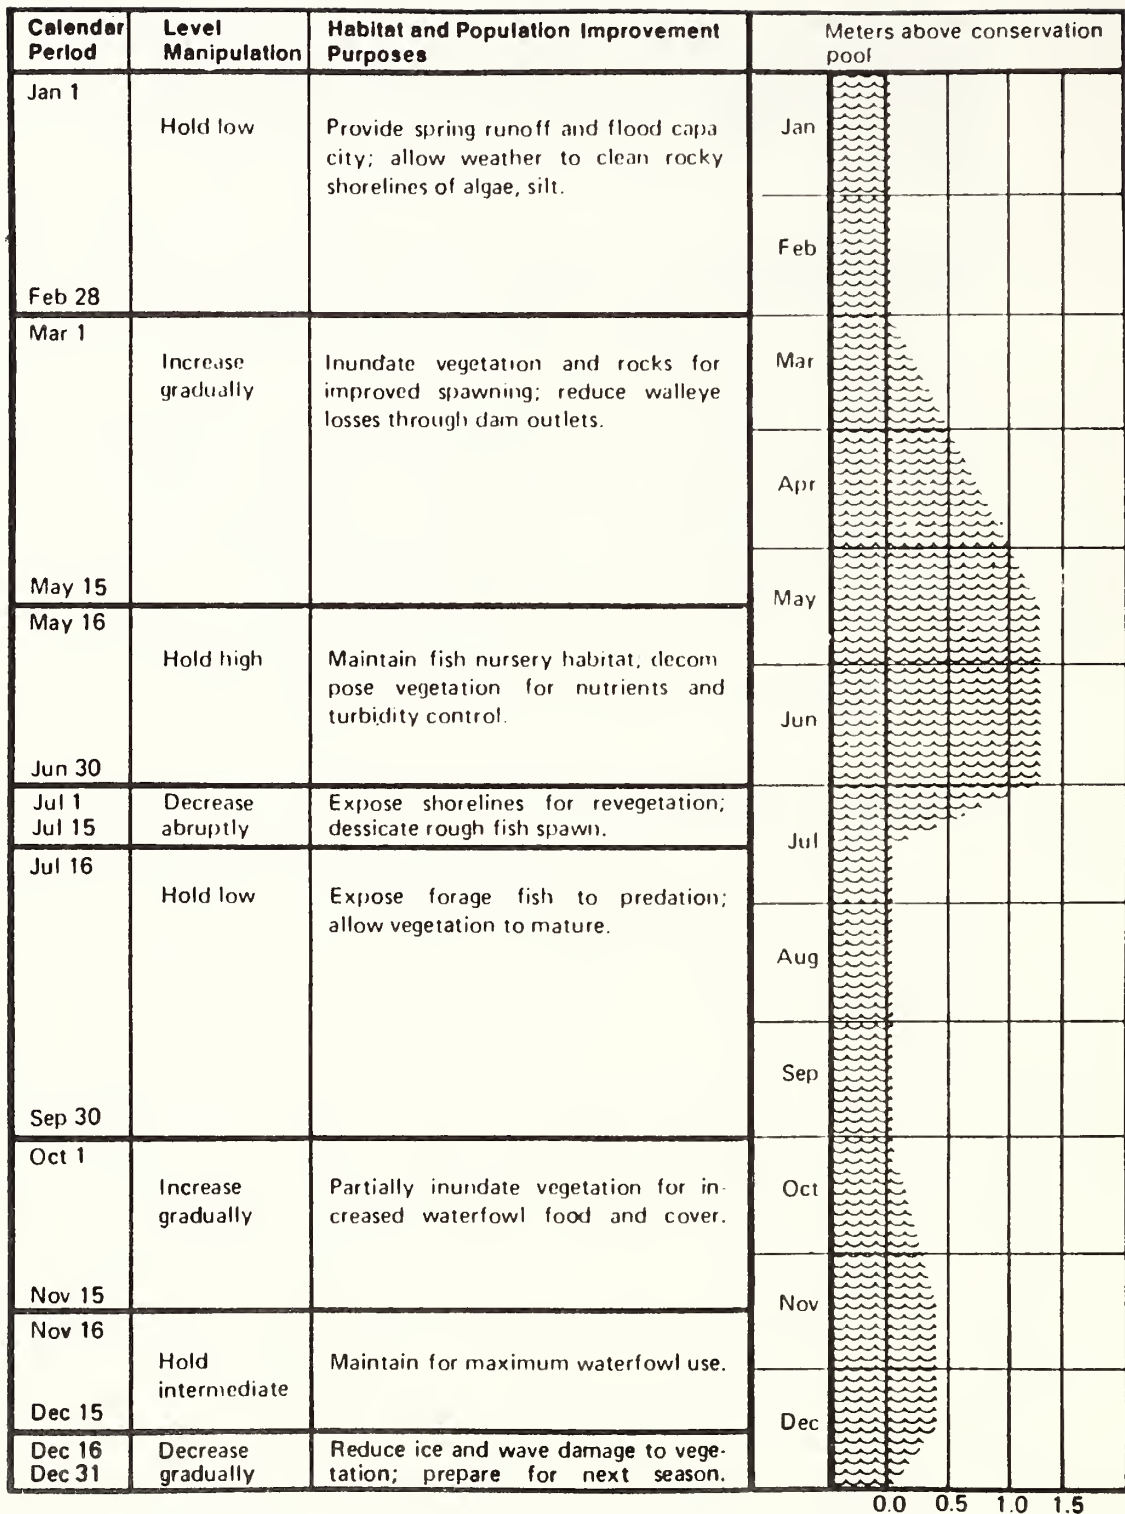 Calendar Period
Level Manipulation
Habitat and Population Improvement Purposes
Meters above conservation pool
Jan 1
Feb 28
Hold low
Provide spring runoff and flood capa
city; allow weather to clean rocky
shorelines of algae, silt.
Mar 1
May 15
Increase
gradually
Inundate vegetation and rocks for
improved spawning; reduce walleye
losses through dam outlets.
May 16
Jun 30
Hold high
Maintain fish nursery habitat, decom
pose vegetation for nutrients and
turbidity control.
Jul 1
Jul 15
Decrease
abruptly
Expose shorelines for revegetation;
dessicate rough fish spawn.
Jul 16
Sep 30
Hold low
Expose forage fish to predation;
allow vegetation to mature.
Oct 1
Nov 15
Increase
gradually
Partially inundate vegetation for in-
creased waterfowl food and cover.
Nov 16
Dec 15
Hold
intermediate
Maintain for maximum waterfowl use.
Dec 16
Dec 31
Decrease
gradually
Reduce ice and wave damage to vege-
tation; prepare for next season.
Jan
Feb
Mar
Apr
May
Jun
Jul
Aug
Sep
Oct
Nov
Dec
0.0 0.5 1.0 1.5